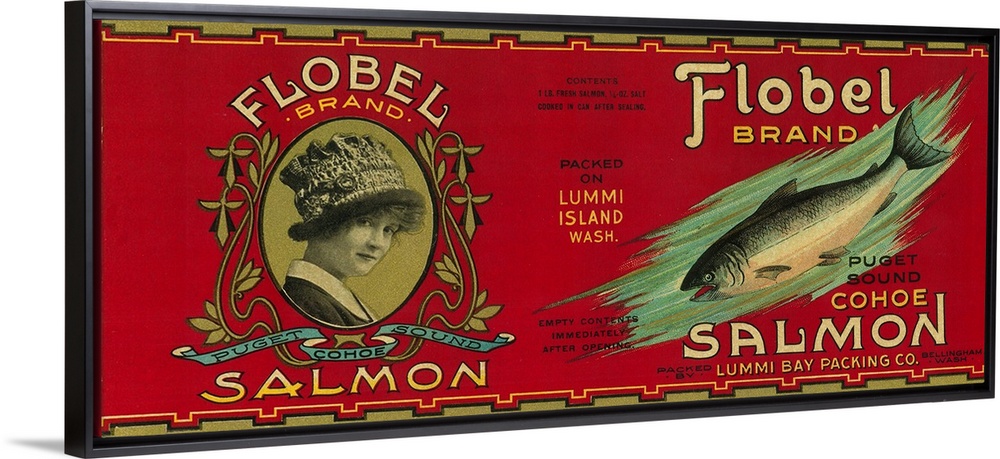 FLOBEL
·BRAND·
PUGET COHOE SOUND
SALMON
CONTENTS
1 LB. FRESH SALMON, 1/16 OZ. SALT
COOKED IN CAN AFTER SEALING.
PACKED
ON
LUMMI
ISLAND
WASH.
EMPTY CONTENTS
IMMEDIATELY
AFTER OPENING.
Flobel
BRAND
PUGET
SOUND
COHOE
SALMON
PACKED BY LUMMI BAY PACKING CO. BELLINGHAM WASH.